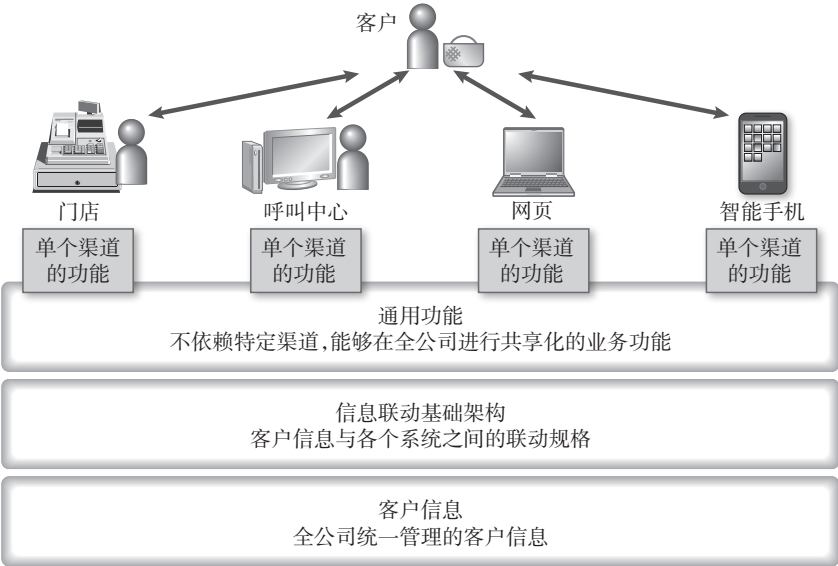 客户
门店
呼叫中心
网页
智能手机
单个渠道
的功能
单个渠道
的功能
单个渠道
的功能
单个渠道
的功能
通用功能
不依赖特定渠道,能够在全公司进行共享化的业务功能
信息联动基础架构
客户信息与各个系统之间的联动规格
客户信息
全公司统一管理的客户信息